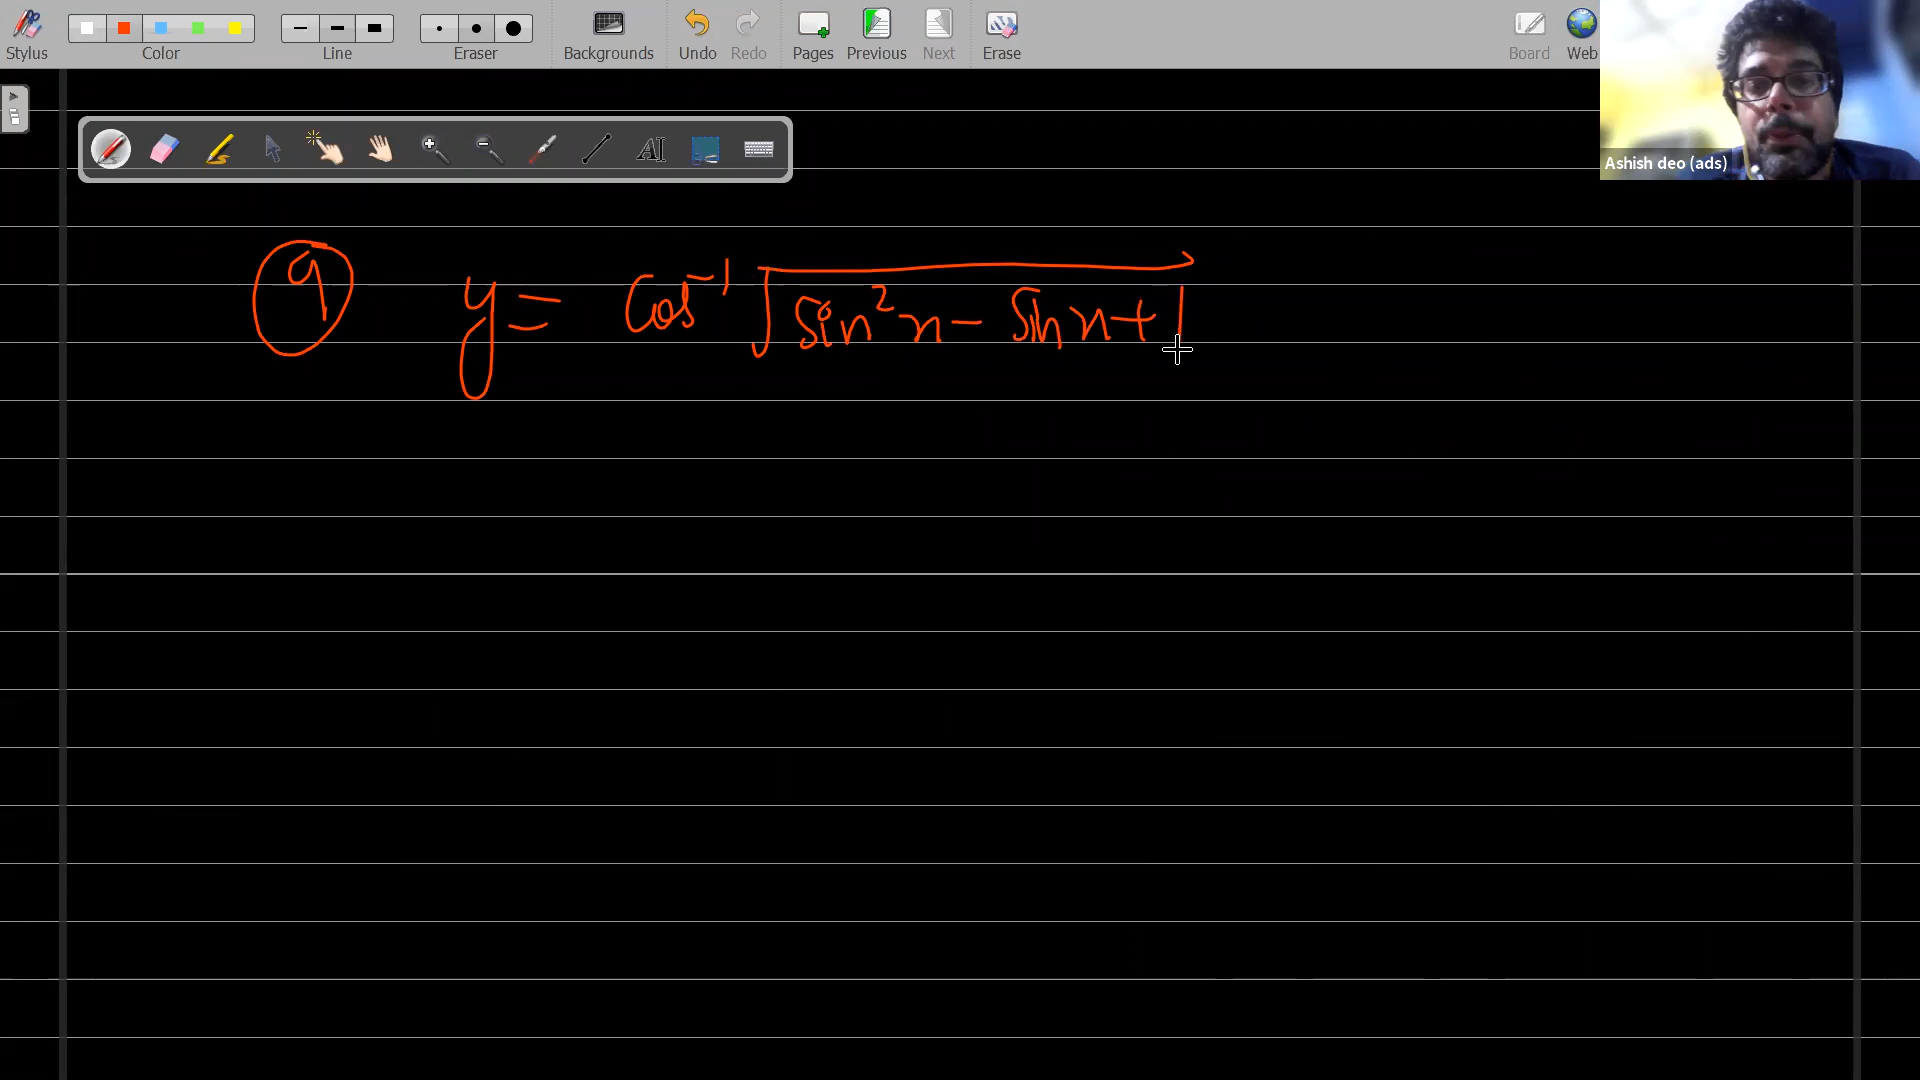 Stylus Color Line Eraser Backgrounds Undo Redo Pages Previous Next Erase Board Web
Ashish deo (ads)
9 y = Cos⁻¹ √(sin²x - sin x + 1)